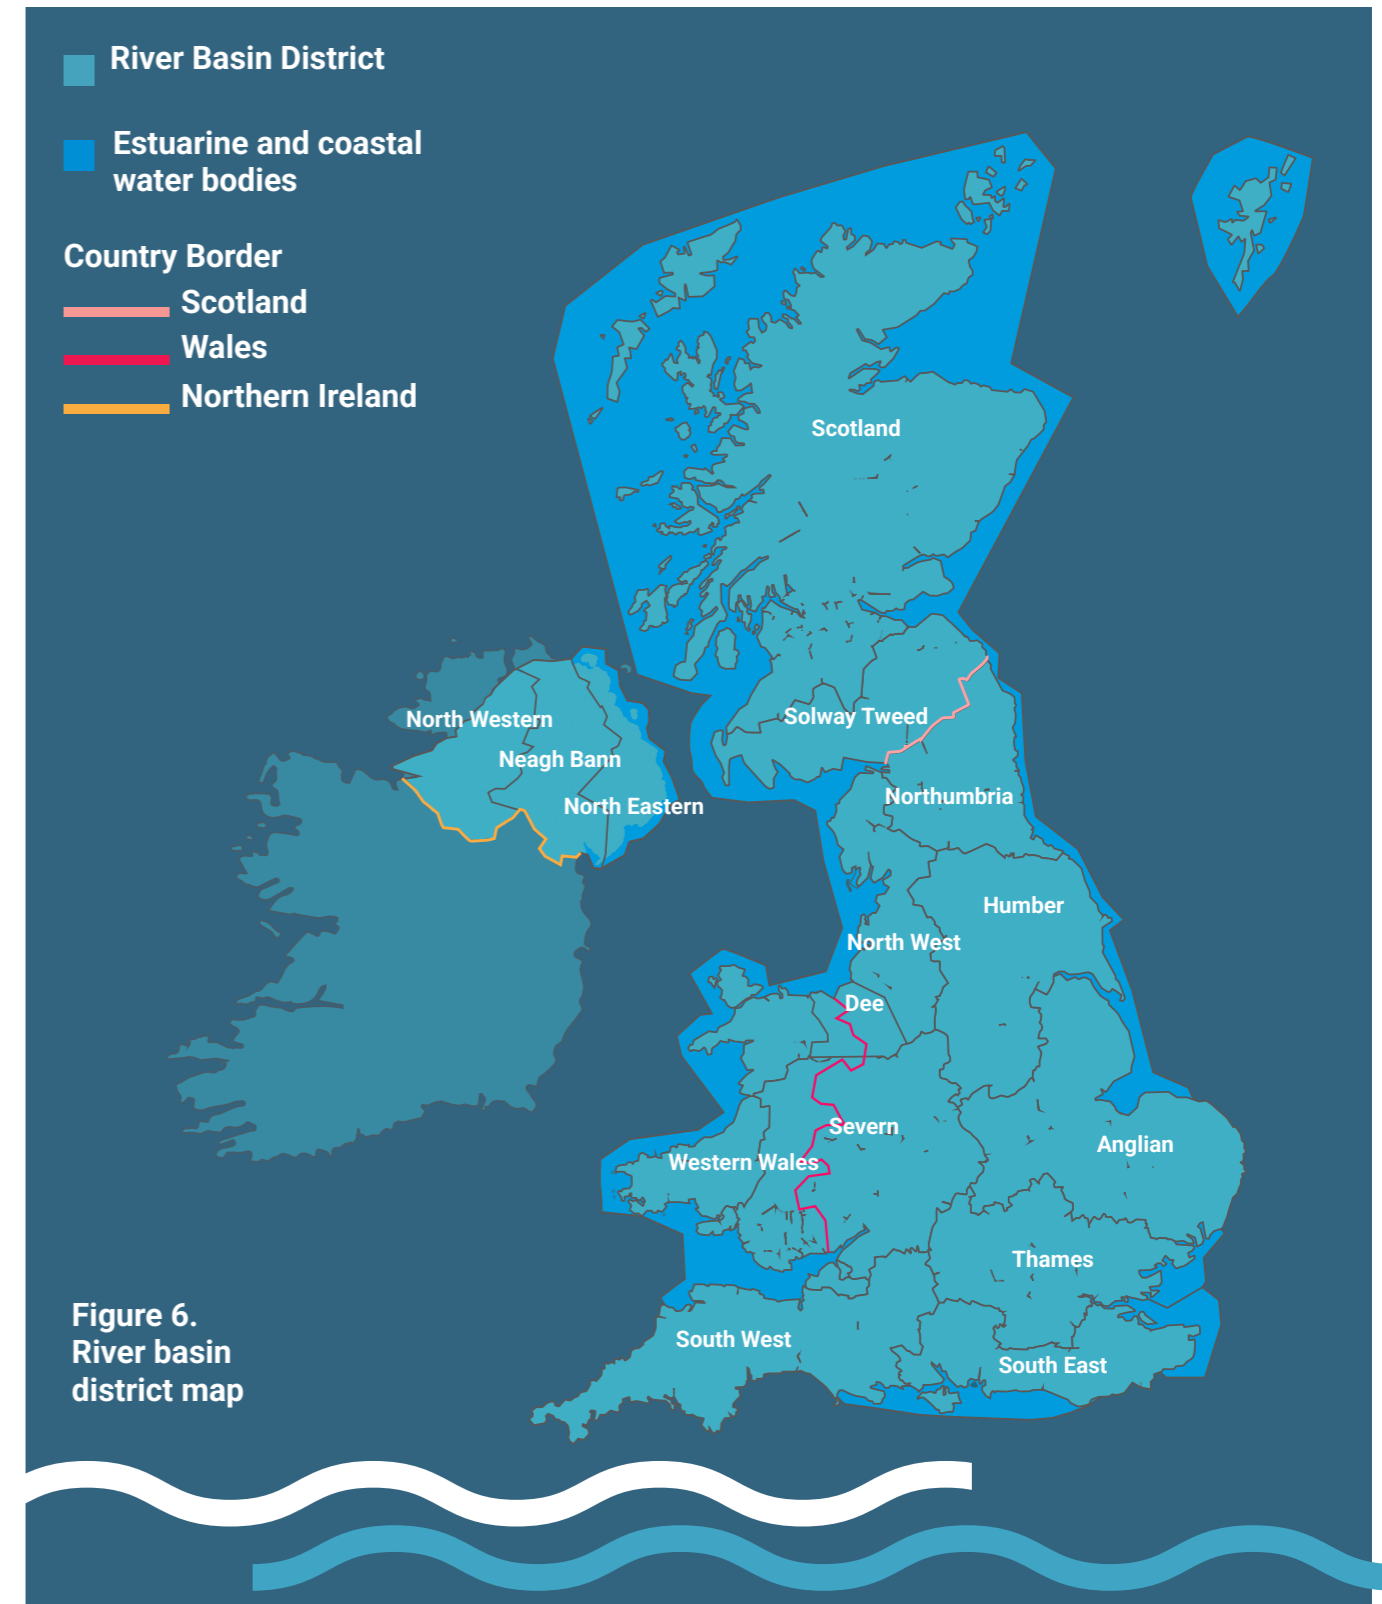 River Basin District
Estuarine and coastal
water bodies
Country Border
Scotland
Wales
Northern Ireland
Scotland
Solway Tweed
North Western
Neagh Bann
North Eastern
Northumbria
Humber
North West
Dee
Severn
Anglian
Western Wales
Thames
South West
South East
Figure 6.
River basin
district map